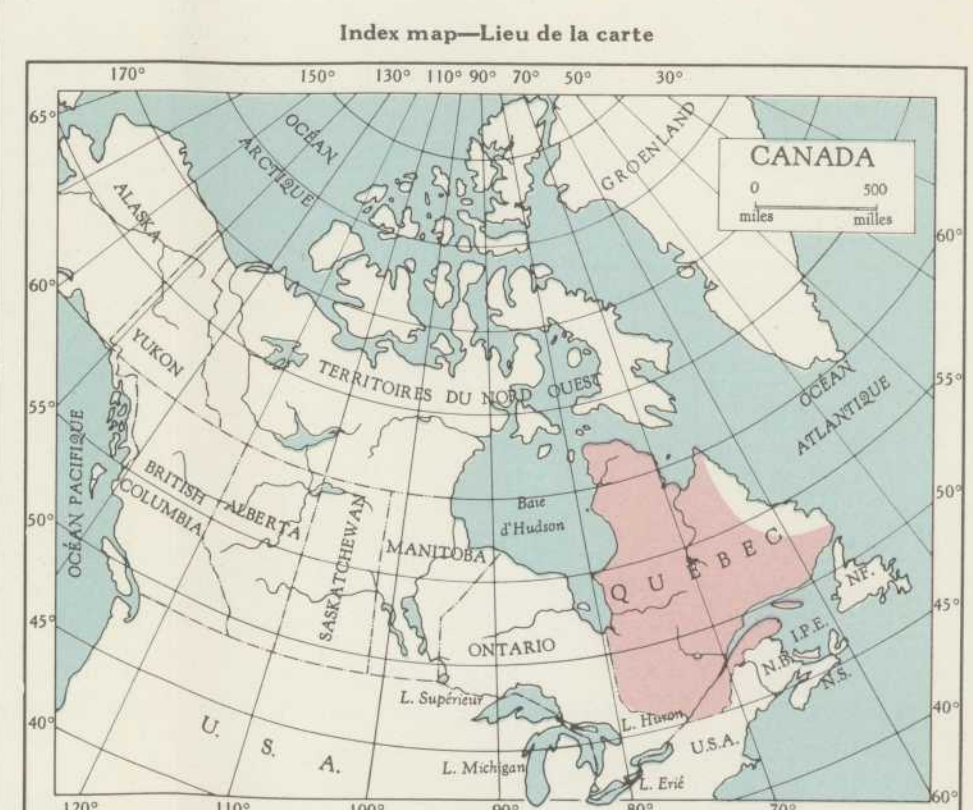 Index map—Lieu de la carte
170° 150° 130° 110° 90° 70° 50° 30°
65°
OCÉAN
ARCTIQUE
GROENLAND
CANADA
0 500
miles milles
ALASKA
60°
60°
YUKON
TERRITOIRES DU NORD OUEST
OCÉAN
ATLANTIQUE
55°
55°
OCÉAN PACIFIQUE
BRITISH
COLUMBIA
ALBERTA
SASKATCHEWAN
MANITOBA
Baie
d'Hudson
50°
50°
QUÉBEC
NF.
45°
45°
ONTARIO
I.P.E.
N.B.
N.S.
L. Supérieur
L. Huron
40°
40°
U.S.A.
U.S.A.
L. Michigan
L. Erié
120° 110° 100° 90° 80° 70° 60°